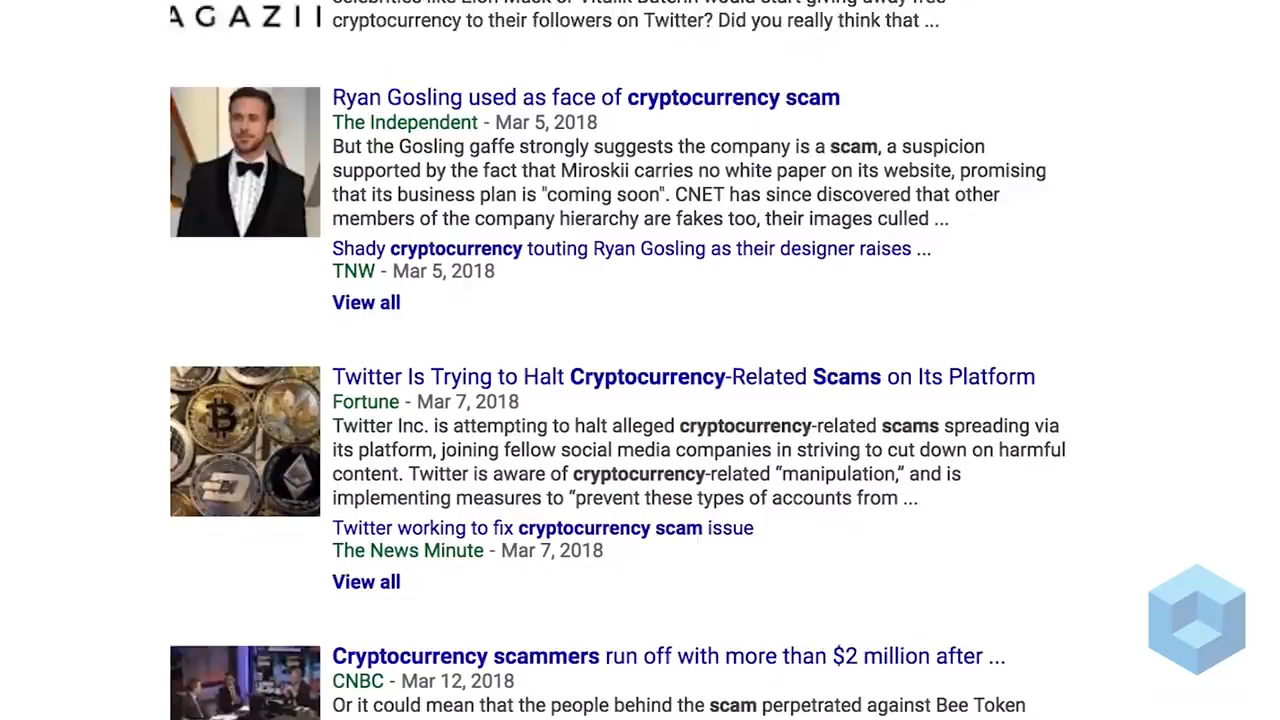 AGAZI
cryptocurrency to their followers on Twitter? Did you really think that ...
Ryan Gosling used as face of cryptocurrency scam
The Independent - Mar 5, 2018
But the Gosling gaffe strongly suggests the company is a scam, a suspicion
supported by the fact that Miroskii carries no white paper on its website, promising
that its business plan is "coming soon". CNET has since discovered that other
members of the company hierarchy are fakes too, their images culled ...
Shady cryptocurrency touting Ryan Gosling as their designer raises ...
TNW - Mar 5, 2018
View all
Twitter Is Trying to Halt Cryptocurrency-Related Scams on Its Platform
Fortune - Mar 7, 2018
Twitter Inc. is attempting to halt alleged cryptocurrency-related scams spreading via
its platform, joining fellow social media companies in striving to cut down on harmful
content. Twitter is aware of cryptocurrency-related “manipulation,” and is
implementing measures to “prevent these types of accounts from ...
Twitter working to fix cryptocurrency scam issue
The News Minute - Mar 7, 2018
View all
Cryptocurrency scammers run off with more than $2 million after ...
CNBC - Mar 12, 2018
Or it could mean that the people behind the scam perpetrated against Bee Token